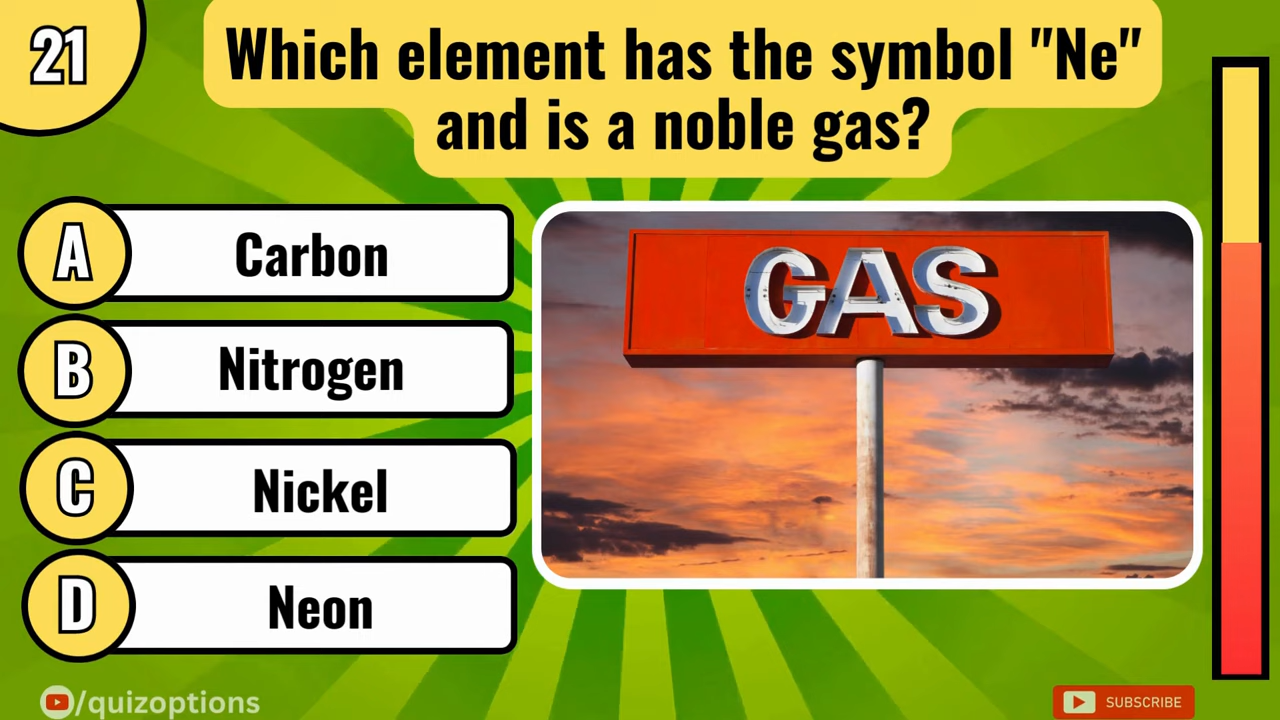 21
Which element has the symbol "Ne"
and is a noble gas?
A
Carbon
B
Nitrogen
C
Nickel
D
Neon
GAS
/quizoptions
SUBSCRIBE